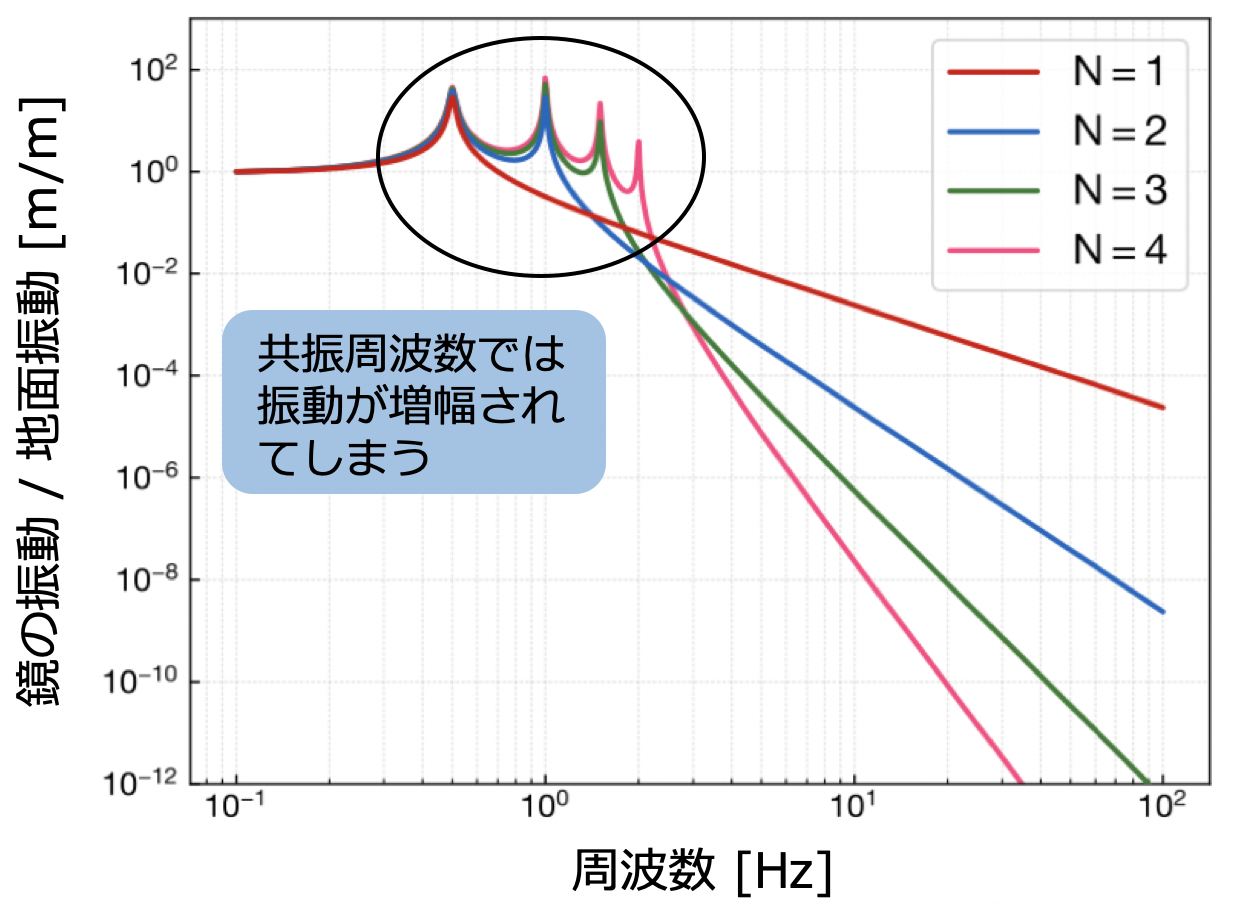 10²
10⁰
10⁻²
10⁻⁴
10⁻⁶
10⁻⁸
10⁻¹⁰
10⁻¹²
鏡の振動 / 地面振動 [m/m]
N = 1
N = 2
N = 3
N = 4
共振周波数では
振動が増幅され
てしまう
10⁻¹
10⁰
10¹
10²
周波数 [Hz]